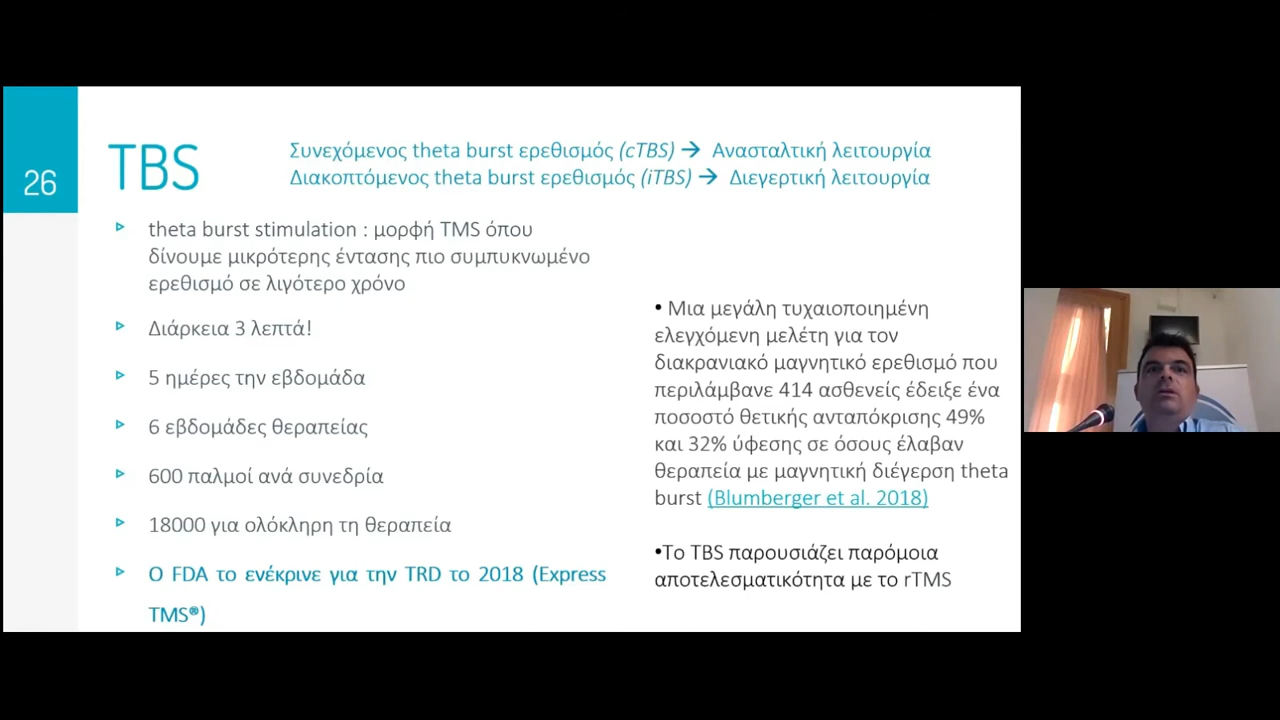 26
TBS
Συνεχόμενος theta burst ερεθισμός (cTBS) → Ανασταλτική λειτουργία
Διακοπτόμενος theta burst ερεθισμός (iTBS) → Διεγερτική λειτουργία
theta burst stimulation : μορφή TMS όπου
δίνουμε μικρότερης έντασης πιο συμπυκνωμένο
ερεθισμό σε λιγότερο χρόνο
Διάρκεια 3 λεπτά!
5 ημέρες την εβδομάδα
6 εβδομάδες θεραπείας
600 παλμοί ανά συνεδρία
18000 για ολόκληρη τη θεραπεία
Ο FDA το ενέκρινε για την TRD το 2018 (Express
TMS®)
• Μια μεγάλη τυχαιοποιημένη
ελεγχόμενη μελέτη για τον
διακρανιακό μαγνητικό ερεθισμό που
περιλάμβανε 414 ασθενείς έδειξε ένα
ποσοστό θετικής ανταπόκρισης 49%
και 32% ύφεσης σε όσους έλαβαν
θεραπεία με μαγνητική διέγερση theta
burst (Blumberger et al. 2018)
•Το TBS παρουσιάζει παρόμοια
αποτελεσματικότητα με το rTMS